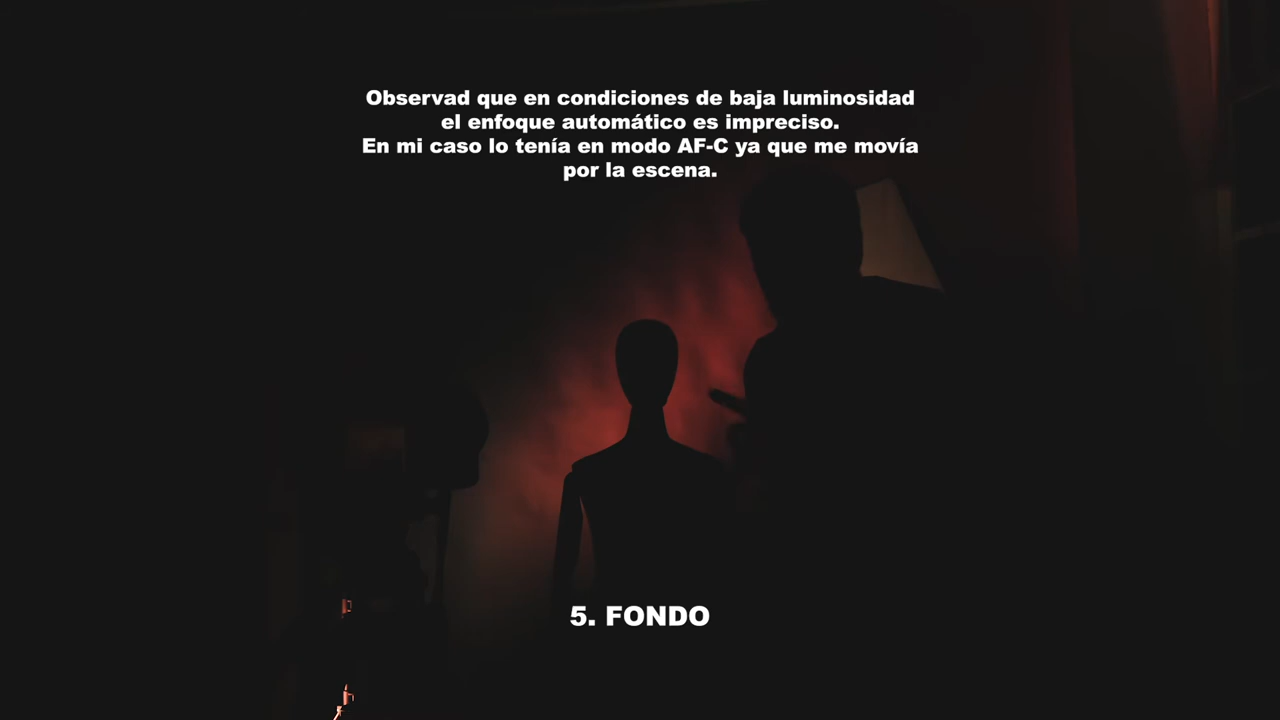 Observad que en condiciones de baja luminosidad
el enfoque automático es impreciso.
En mi caso lo tenía en modo AF-C ya que me movía
por la escena.
5. FONDO